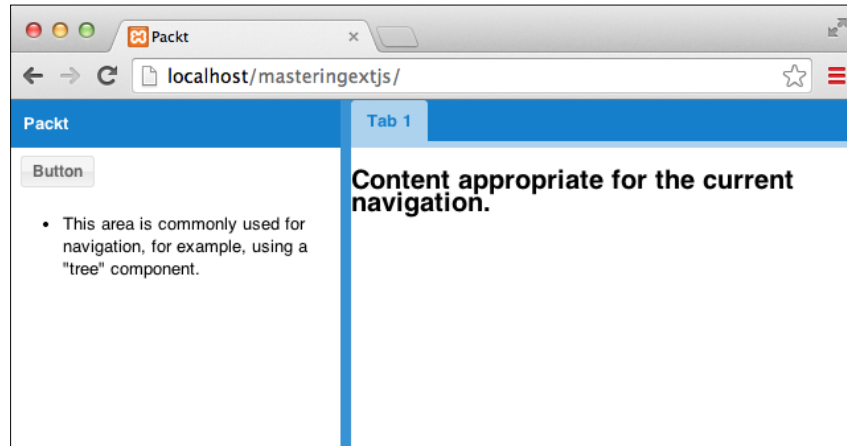 Packt
localhost/masteringextjs/
Packt
Tab 1
Button
Content appropriate for the current
navigation.
• This area is commonly used for
navigation, for example, using a
"tree" component.